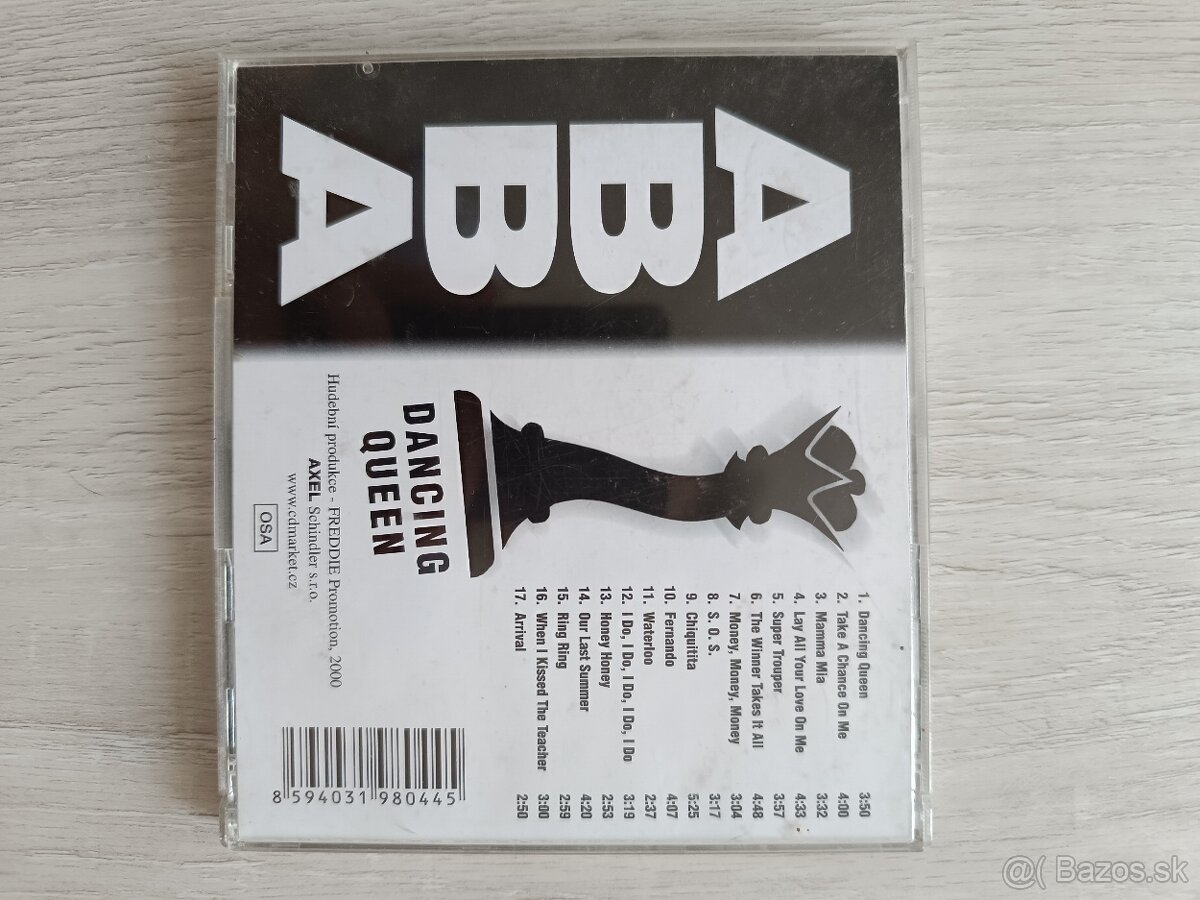 ABBA
DANCING
QUEEN
1. Dancing Queen 3:50
2. Take A Chance On Me 4:00
3. Mamma Mia 3:32
4. Lay All Your Love On Me 4:33
5. Super Trouper 3:57
6. The Winner Takes It All 4:48
7. Money, Money, Money 3:04
8. S. O. S. 3:17
9. Chiquitita 5:25
10. Fernando 4:07
11. Waterloo 2:37
12. I Do, I Do, I Do, I Do, I Do 3:19
13. Honey Honey 2:53
14. Our Last Summer 4:20
15. Ring Ring 2:59
16. When I Kissed The Teacher 3:00
17. Arrival 2:50
Hudební produkce - FREDDIE Promotion, 2000
AXEL Schindler s.r.o.
www.cdmarket.cz
OSA
8 594031 980445
@( Bazos.sk